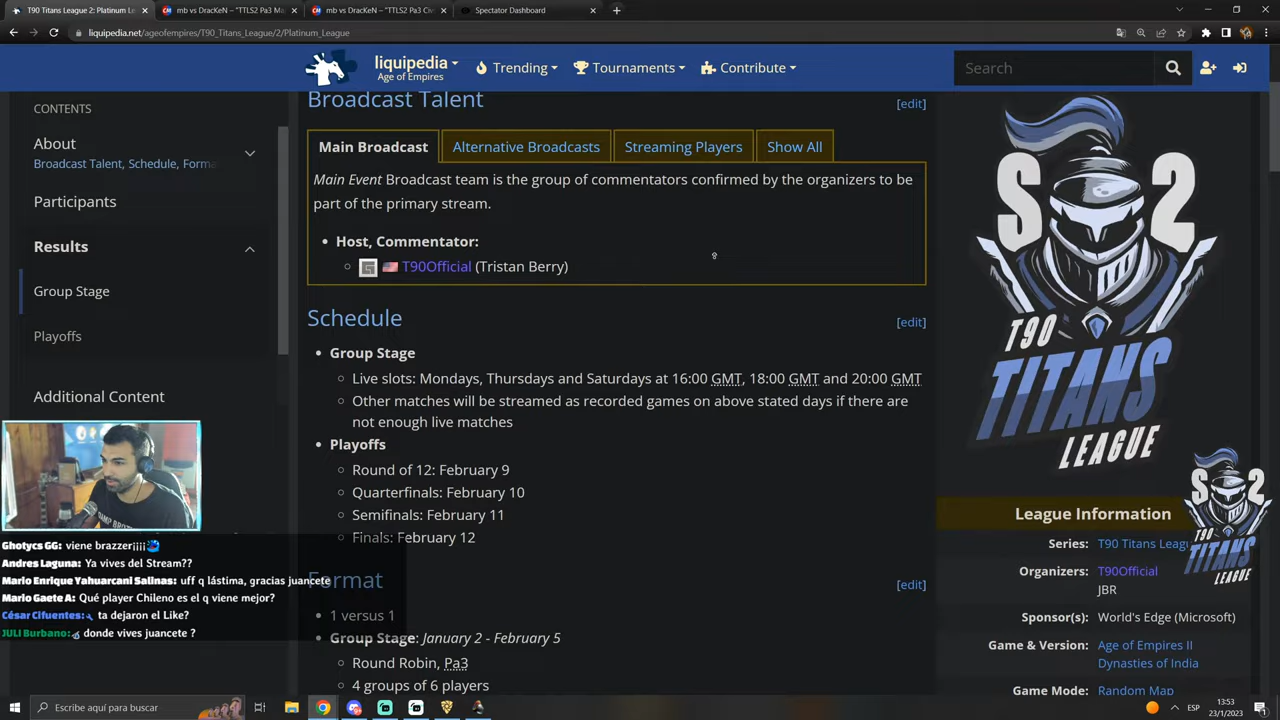 T90 Titans League 2: Platinum Le
mb vs DracKeN – "TTLS2 Pa3 Ma
mb vs DracKeN – "TTLS2 Pa3 Civ
Spectator Dashboard
liquipedia.net/ageofempires/T90_Titans_League/2/Platinum_League
liquipedia
Age of Empires
Trending
Tournaments
Contribute
Search
CONTENTS
About
Broadcast Talent, Schedule, Forma
Participants
Results
Group Stage
Playoffs
Additional Content
Broadcast Talent
[edit]
Main Broadcast
Alternative Broadcasts
Streaming Players
Show All
Main Event Broadcast team is the group of commentators confirmed by the organizers to be
part of the primary stream.
Host, Commentator:
T90Official (Tristan Berry)
Schedule
[edit]
Group Stage
Live slots: Mondays, Thursdays and Saturdays at 16:00 GMT, 18:00 GMT and 20:00 GMT
Other matches will be streamed as recorded games on above stated days if there are
not enough live matches
Playoffs
Round of 12: February 9
Quarterfinals: February 10
Semifinals: February 11
Finals: February 12
Format
[edit]
1 versus 1
Group Stage: January 2 - February 5
Round Robin, Pa3
4 groups of 6 players
S 2
T90
TITANS
LEAGUE
League Information
Series: T90 Titans Leagu
Organizers: T90Official
JBR
Sponsor(s): World's Edge (Microsoft)
Game & Version: Age of Empires II
Dynasties of India
Game Mode: Random Map
S 2
T90
TITANS
LEAGUE
Ghotycs GG: viene brazzer¡¡¡¡
Andres Laguna: Ya vives del Stream??
Mario Enrique Yahuarcani Salinas: uff q lástima, gracias juancete
Mario Gaete A: Qué player Chileno es el q viene mejor?
César Cifuentes: ta dejaron el Like?
JULI Burbano: donde vives juancete ?
Escribe aquí para buscar
ESP
13:53
23/1/2023